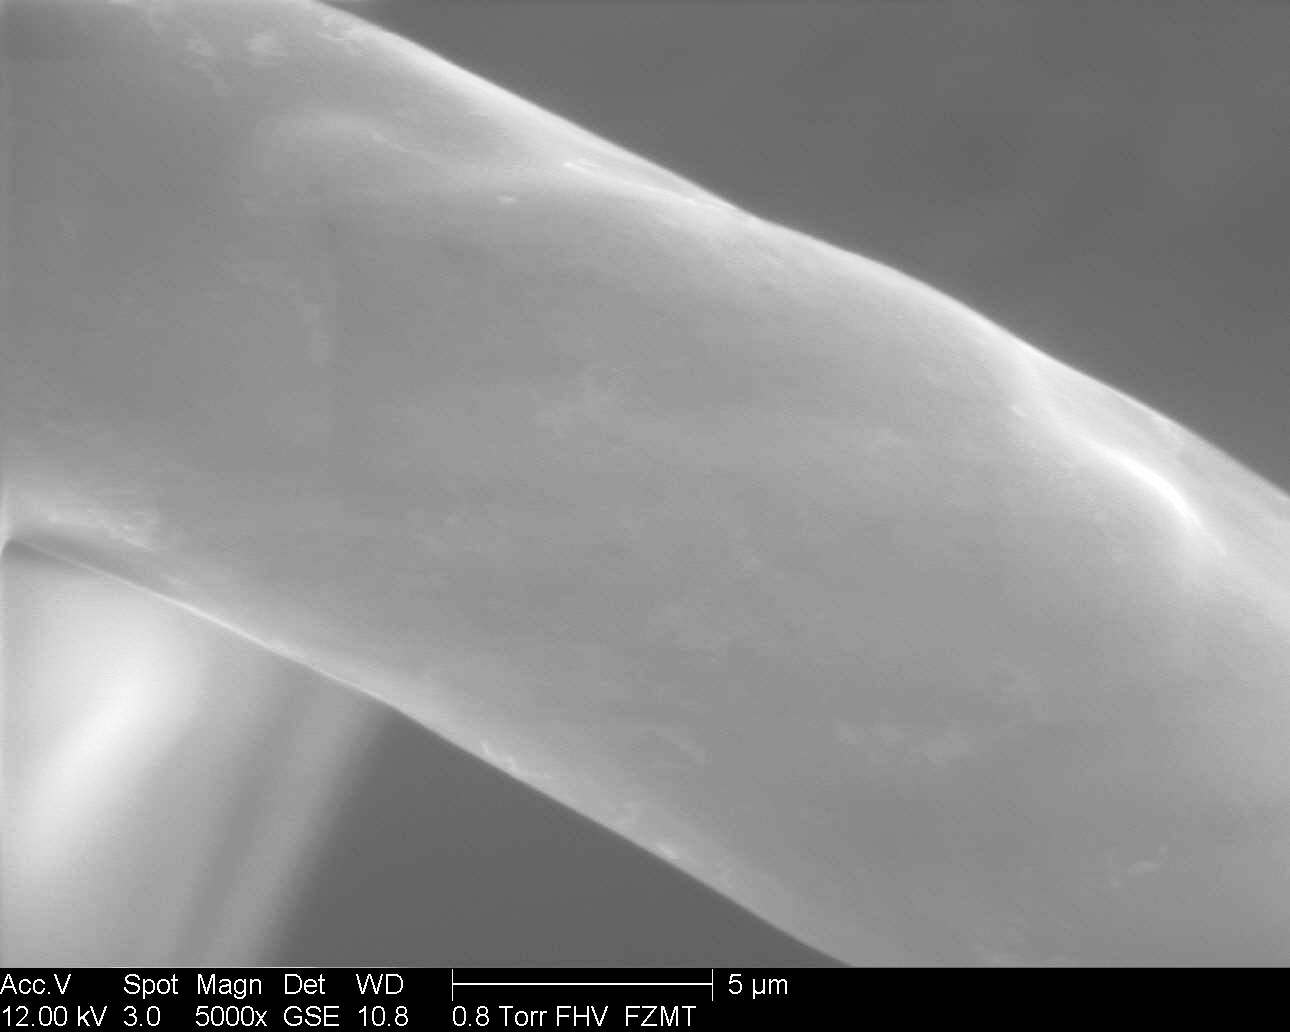 Acc.V Spot Magn Det WD 5 µm
12.00 kV 3.0 5000x GSE 10.8 0.8 Torr FHV FZMT